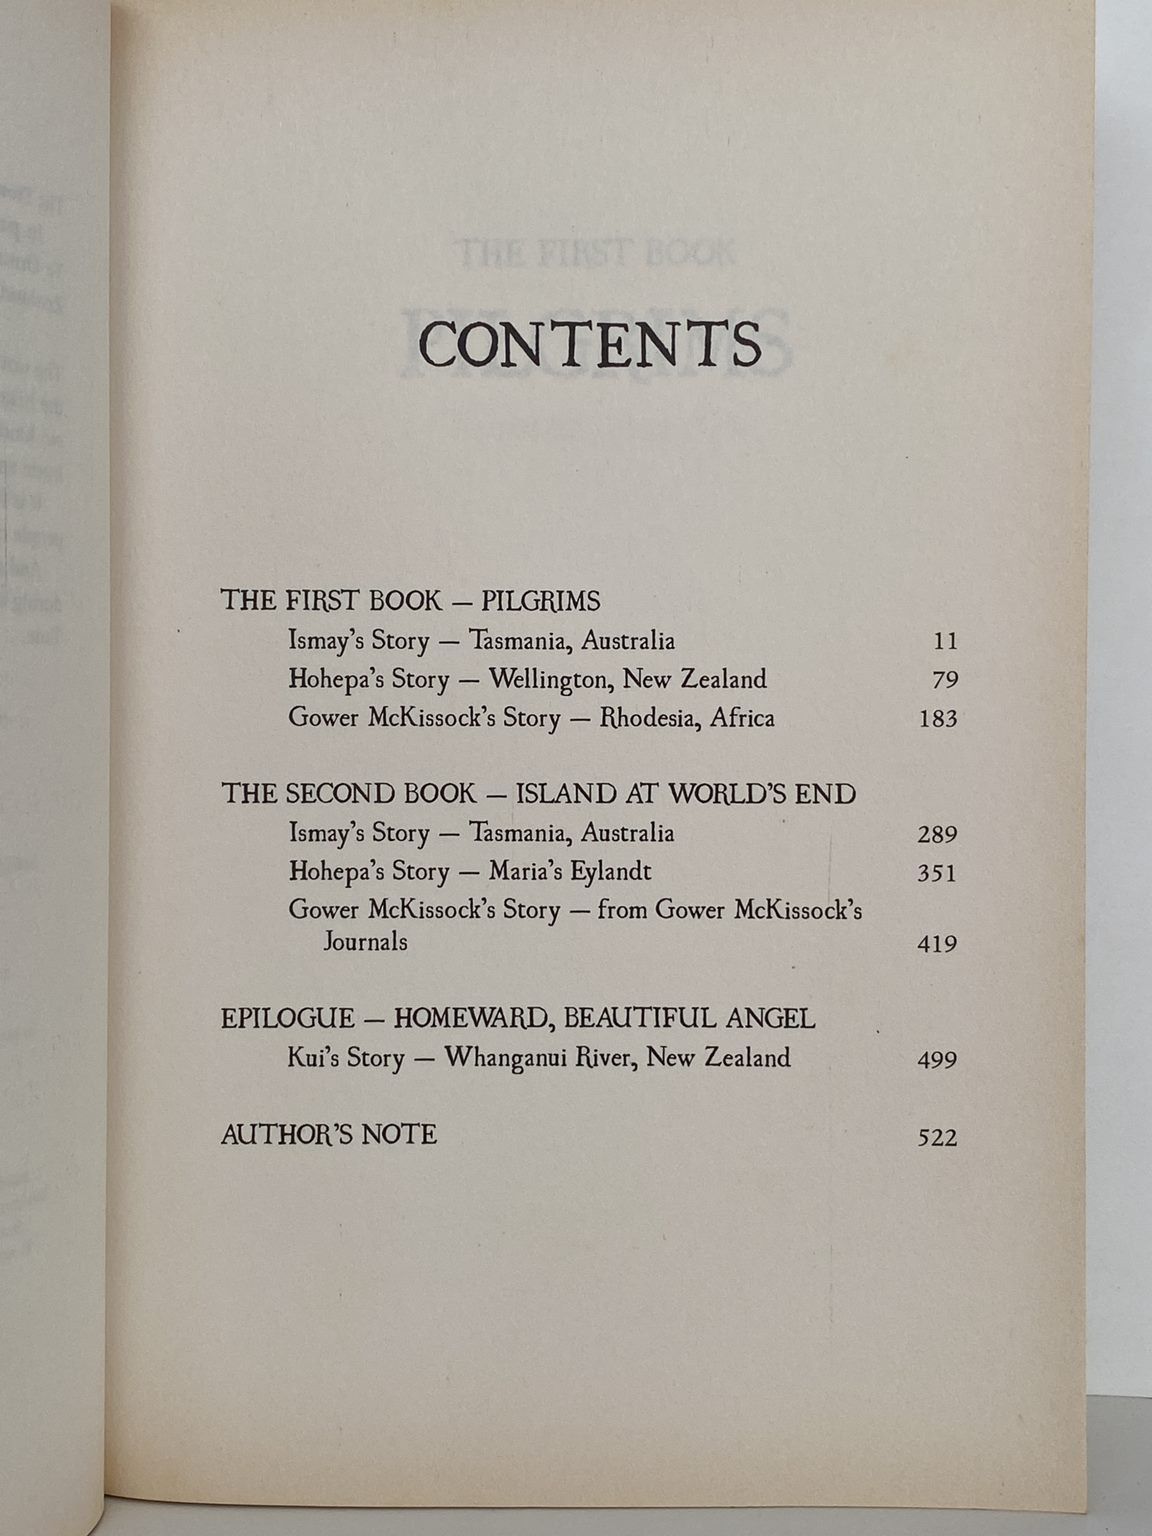 CONTENTS
THE FIRST BOOK — PILGRIMS
Ismay's Story — Tasmania, Australia 11
Hohepa's Story — Wellington, New Zealand 79
Gower McKissock's Story — Rhodesia, Africa 183
THE SECOND BOOK — ISLAND AT WORLD'S END
Ismay's Story — Tasmania, Australia 289
Hohepa's Story — Maria's Eylandt 351
Gower McKissock's Story — from Gower McKissock's
Journals 419
EPILOGUE — HOMEWARD, BEAUTIFUL ANGEL
Kui's Story — Whanganui River, New Zealand 499
AUTHOR'S NOTE 522